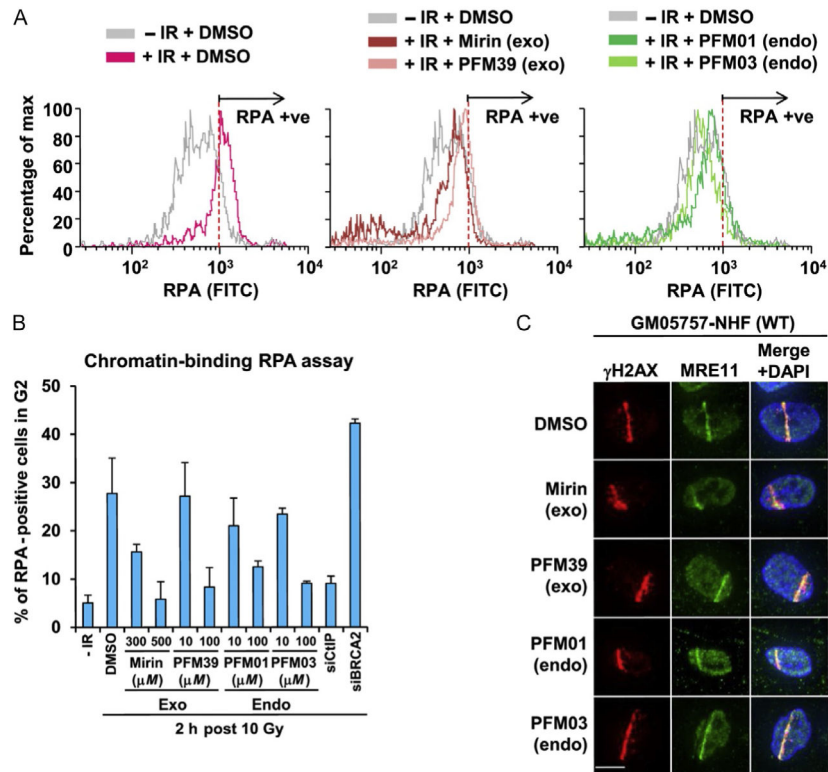 A
– IR + DMSO
+ IR + DMSO
– IR + DMSO
+ IR + Mirin (exo)
+ IR + PFM39 (exo)
– IR + DMSO
+ IR + PFM01 (endo)
+ IR + PFM03 (endo)
Percentage of max
100
80
60
40
20
0
RPA +ve
RPA +ve
RPA +ve
10² 10³ 10⁴
10² 10³ 10⁴
10² 10³ 10⁴
RPA (FITC)
RPA (FITC)
RPA (FITC)
B
Chromatin-binding RPA assay
% of RPA-positive cells in G2
50
40
30
20
10
0
- IR
DMSO
300 500
10 100
10 100
10 100
siCtIP
siBRCA2
Mirin
PFM39
PFM01
PFM03
(μM)
(μM)
(μM)
(μM)
Exo
Endo
2 h post 10 Gy
C
GM05757-NHF (WT)
γH2AX
MRE11
Merge
+DAPI
DMSO
Mirin
(exo)
PFM39
(exo)
PFM01
(endo)
PFM03
(endo)